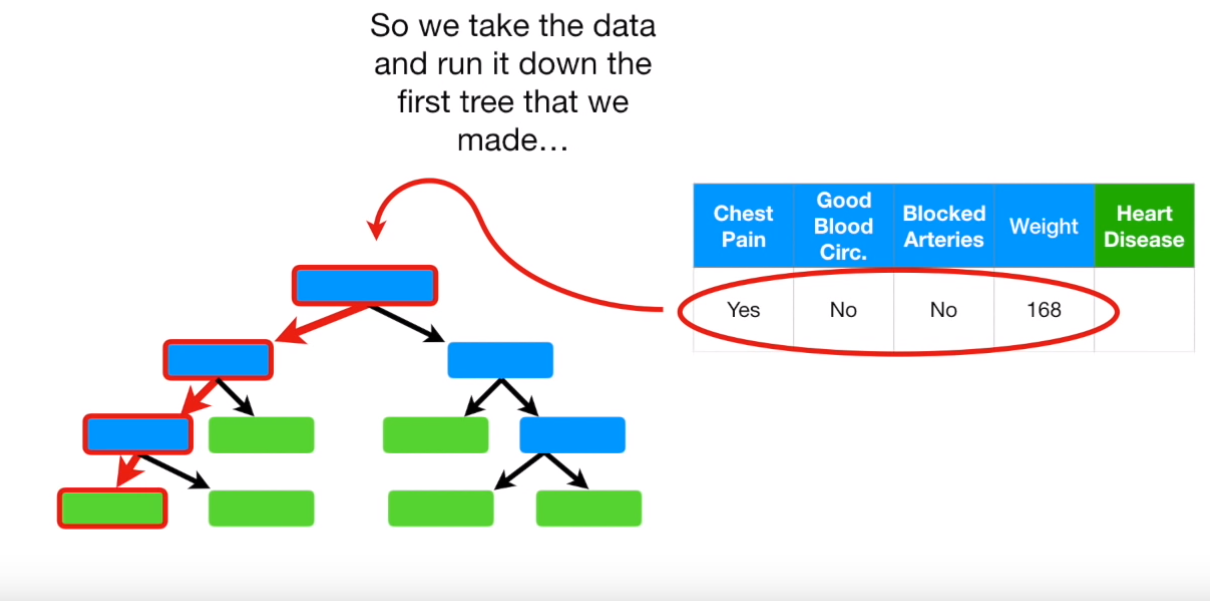 So we take the data
and run it down the
first tree that we
made…
Chest
Pain
Good
Blood
Circ.
Blocked
Arteries
Weight
Heart
Disease
Yes
No
No
168